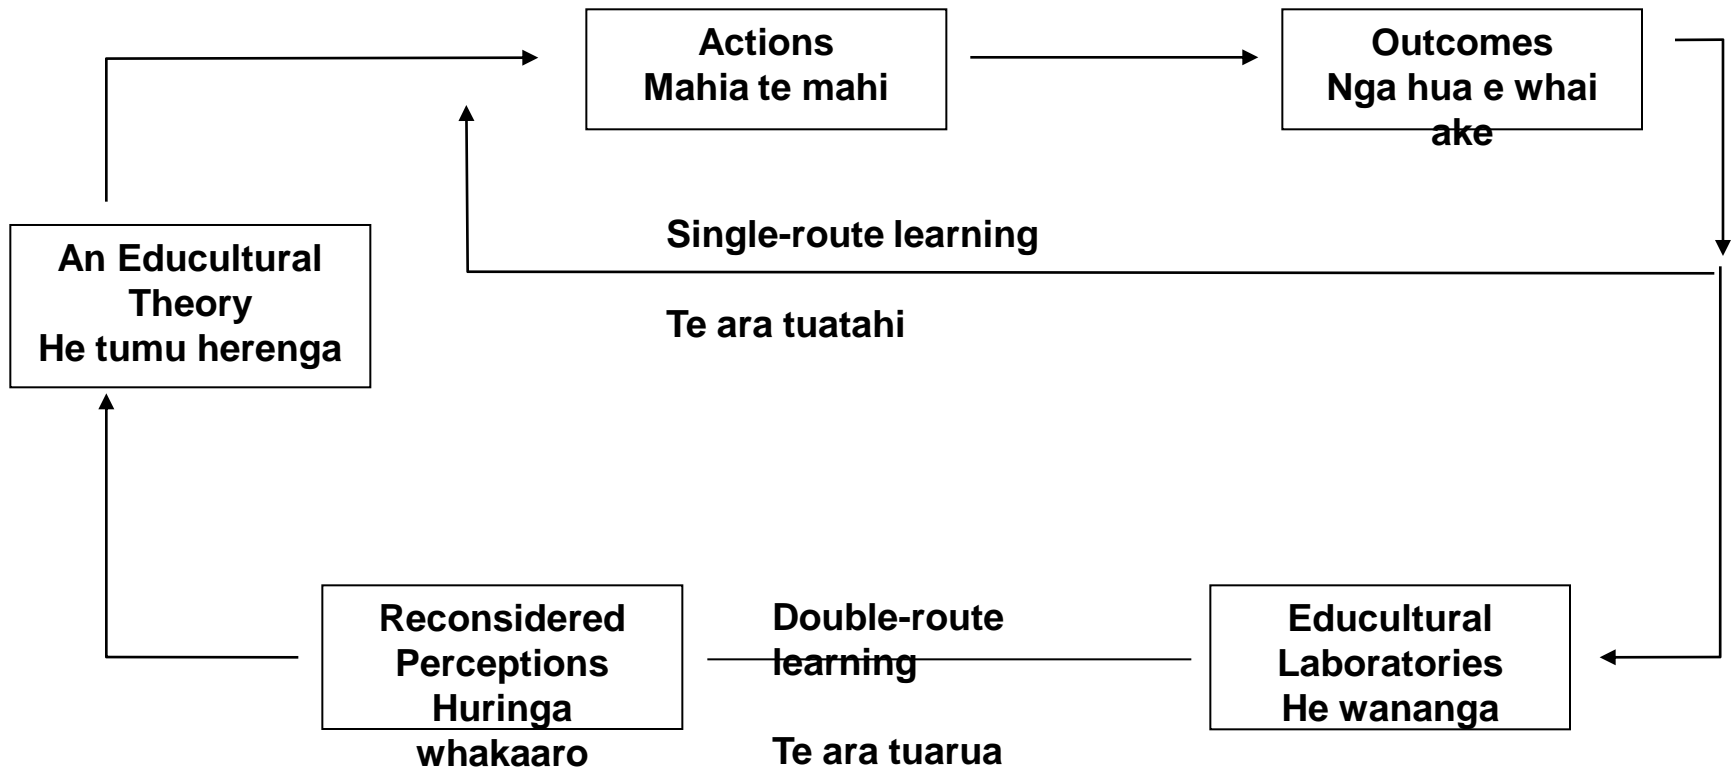 Actions
Mahia te mahi
Outcomes
Nga hua e whai
ake
An Educultural
Theory
He tumu herenga
Single-route learning
Te ara tuatahi
Reconsidered
Perceptions
Huringa
whakaaro
Double-route
learning
Te ara tuarua
Educultural
Laboratories
He wananga